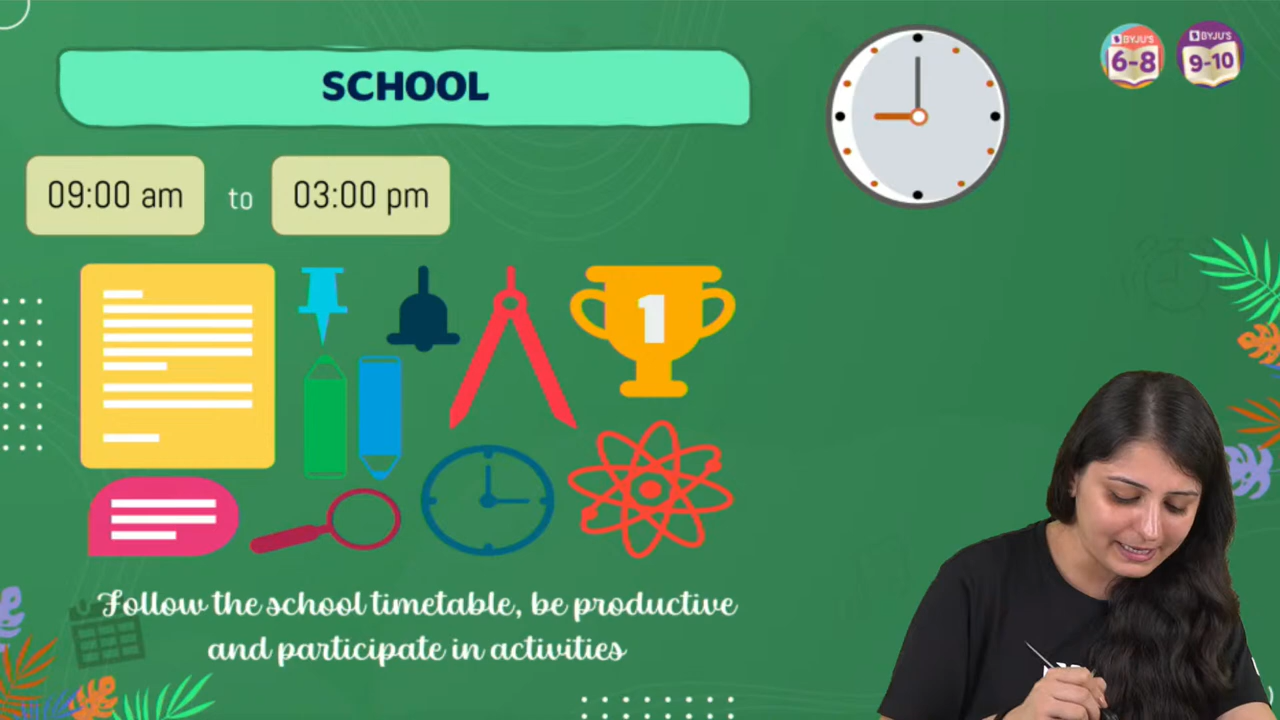 SCHOOL
BYJU'S
6-8
BYJU'S
9-10
09:00 am to 03:00 pm
1
Follow the school timetable, be productive
and participate in activities